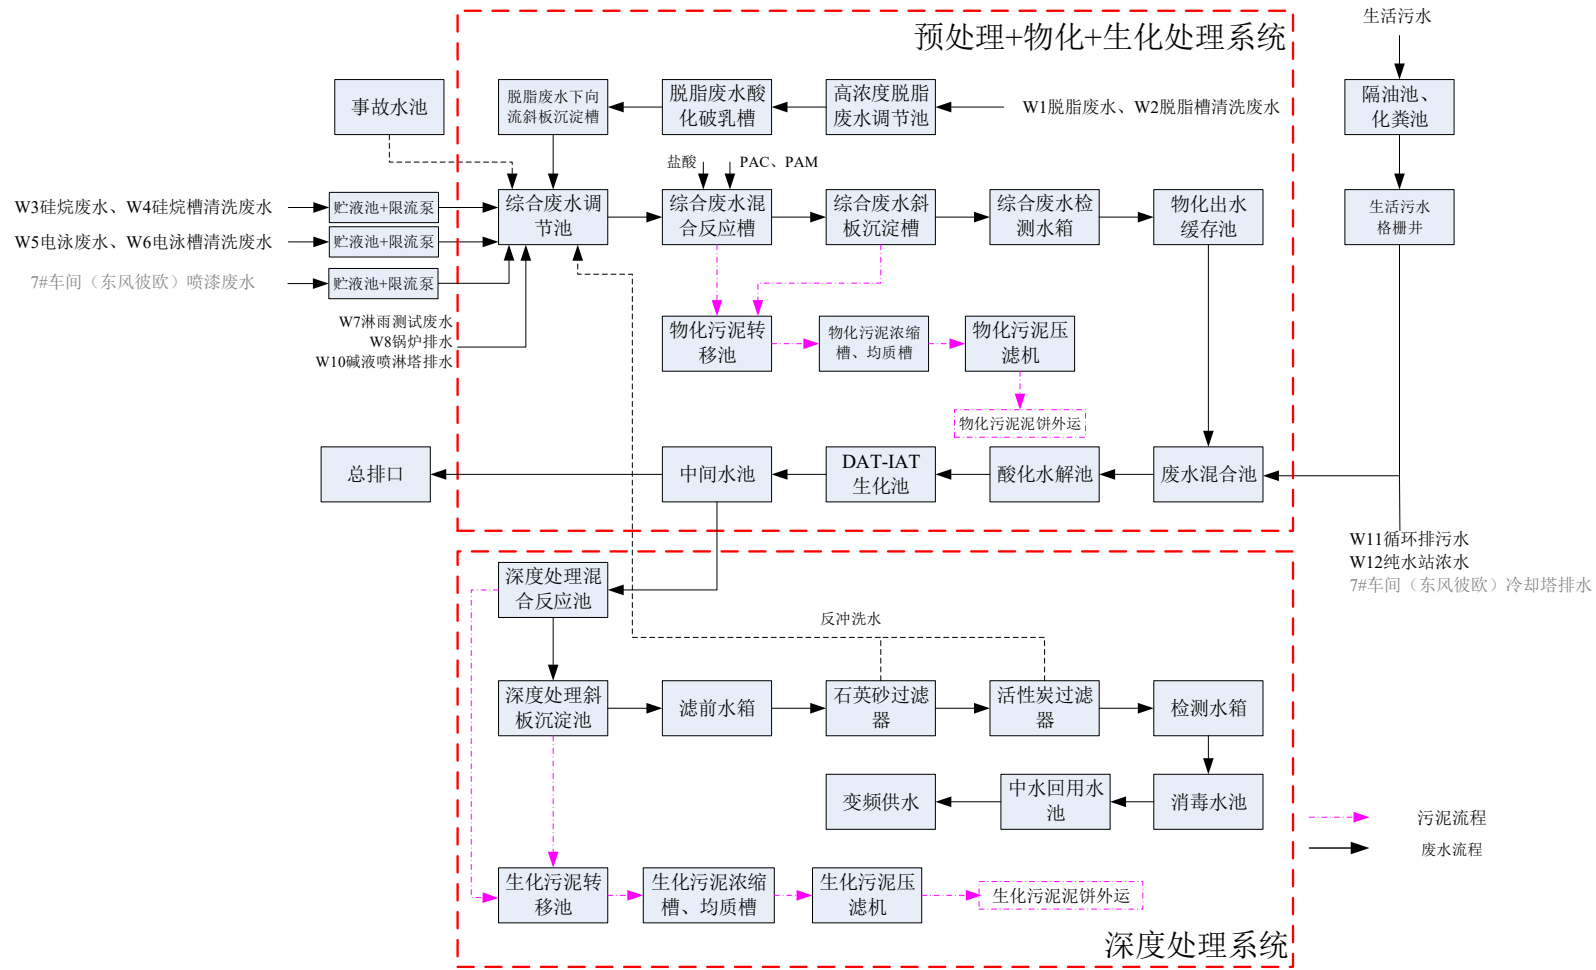 预处理+物化+生化处理系统
生活污水
事故水池
脱脂废水下向
流斜板沉淀槽
脱脂废水酸
化破乳槽
高浓度脱脂
废水调节池
W1脱脂废水、W2脱脂槽清洗废水
隔油池、
化粪池
盐酸
PAC、PAM
W3硅烷废水、W4硅烷槽清洗废水
贮液池+限流泵
W5电泳废水、W6电泳槽清洗废水
贮液池+限流泵
7#车间（东风彼欧）喷漆废水
贮液池+限流泵
综合废水调
节池
综合废水混
合反应槽
综合废水斜
板沉淀槽
综合废水检
测水箱
物化出水
缓存池
生活污水
格栅井
W7淋雨测试废水
W8锅炉排水
W10碱液喷淋塔排水
物化污泥转
移池
物化污泥浓缩
槽、均质槽
物化污泥压
滤机
物化污泥泥饼外运
总排口
中间水池
DAT-IAT
生化池
酸化水解池
废水混合池
W11循环排污水
W12纯水站浓水
7#车间（东风彼欧）冷却塔排水
深度处理混
合反应池
反冲洗水
深度处理斜
板沉淀池
滤前水箱
石英砂过滤
器
活性炭过滤
器
检测水箱
变频供水
中水回用水
池
消毒水池
污泥流程
废水流程
生化污泥转
移池
生化污泥浓缩
槽、均质槽
生化污泥压
滤机
生化污泥泥饼外运
深度处理系统